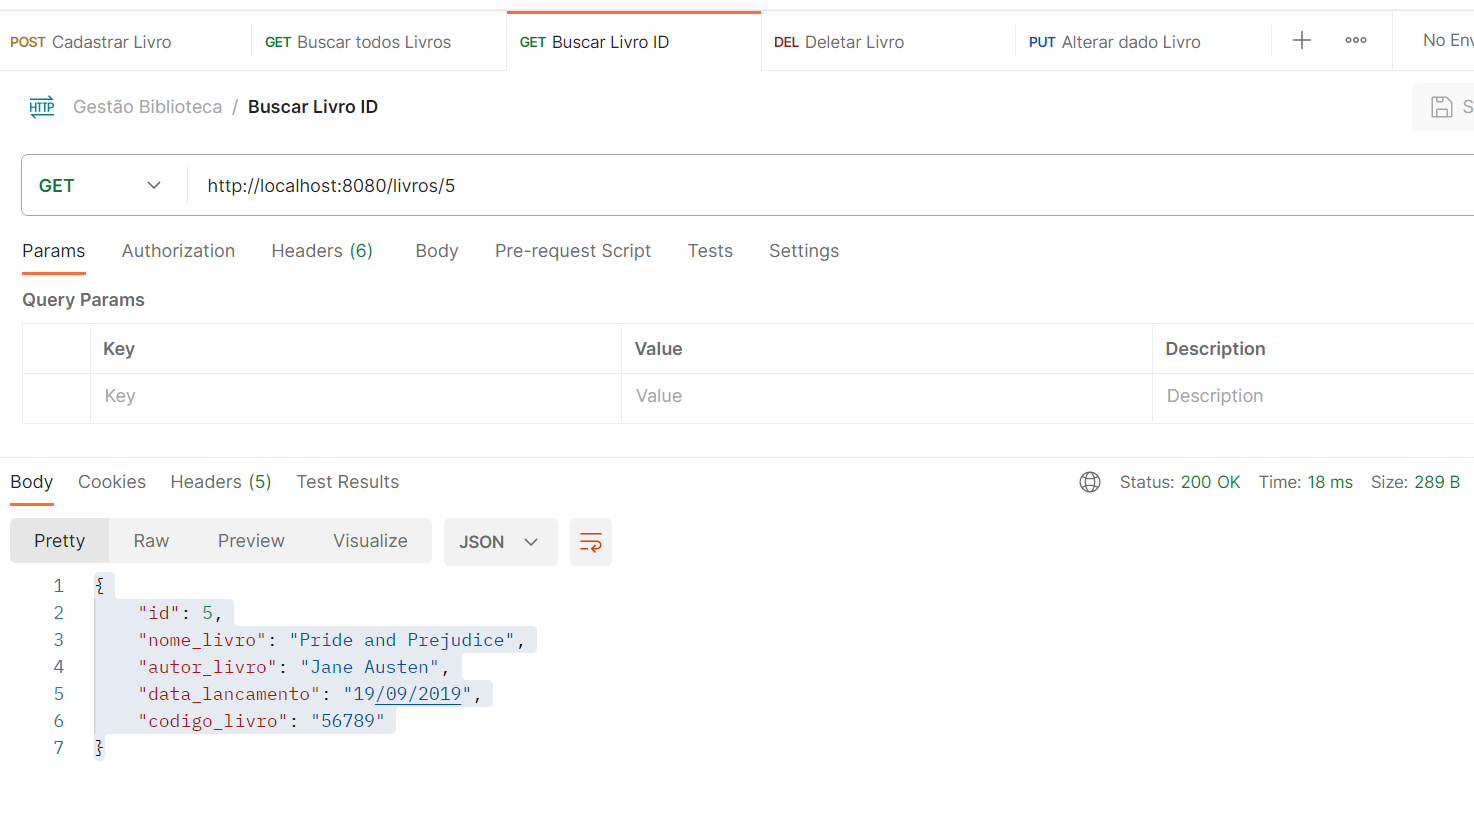 POST Cadastrar Livro GET Buscar todos Livros GET Buscar Livro ID DEL Deletar Livro PUT Alterar dado Livro No Env
HTTP Gestão Biblioteca / Buscar Livro ID S
GET http://localhost:8080/livros/5
Params Authorization Headers (6) Body Pre-request Script Tests Settings
Query Params
Key Value Description
Key Value Description
Body Cookies Headers (5) Test Results Status: 200 OK Time: 18 ms Size: 289 B
Pretty Raw Preview Visualize JSON
1 {
2 "id": 5,
3 "nome_livro": "Pride and Prejudice",
4 "autor_livro": "Jane Austen",
5 "data_lancamento": "19/09/2019",
6 "codigo_livro": "56789"
7 }